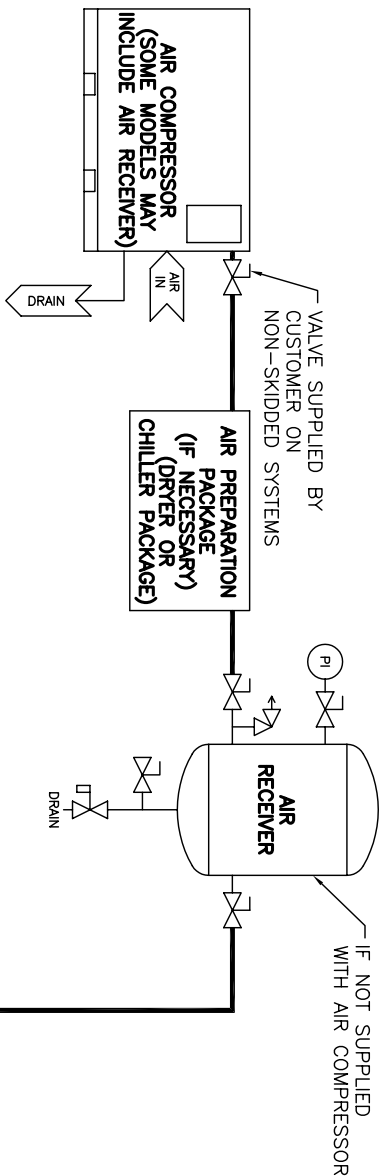 AIR COMPRESSOR
(SOME MODELS MAY
INCLUDE AIR RECEIVER)
AIR
IN
DRAIN
VALVE SUPPLIED BY
CUSTOMER ON
NON-SKIDDED SYSTEMS
AIR PREPARATION
PACKAGE
(IF NECESSARY)
(DRYER OR
CHILLER PACKAGE)
PI
AIR
RECEIVER
DRAIN
IF NOT SUPPLIED
WITH AIR COMPRESSOR